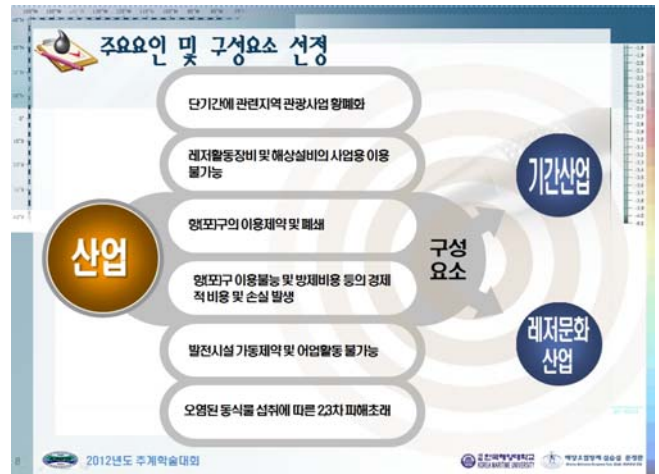 주요요인 및 구성요소 선정
단기간에 관련지역 관광사업 황폐화
레저활동장비 및 해상설비의 사업용 이용
불가능
항(포)구의 이용제약 및 폐쇄
항(포)구 이용불능 및 방제비용 등의 경제
적 비용 및 손실 발생
발전시설 가동제약 및 어업활동 불가능
오염된 동식물 섭취에 따른 2,3차 피해초래
산업
구성
요소
기간산업
레저문화
산업
8
2012년도 추계학술대회
한국해양대학교
KOREA MARITIME UNIVERSITY